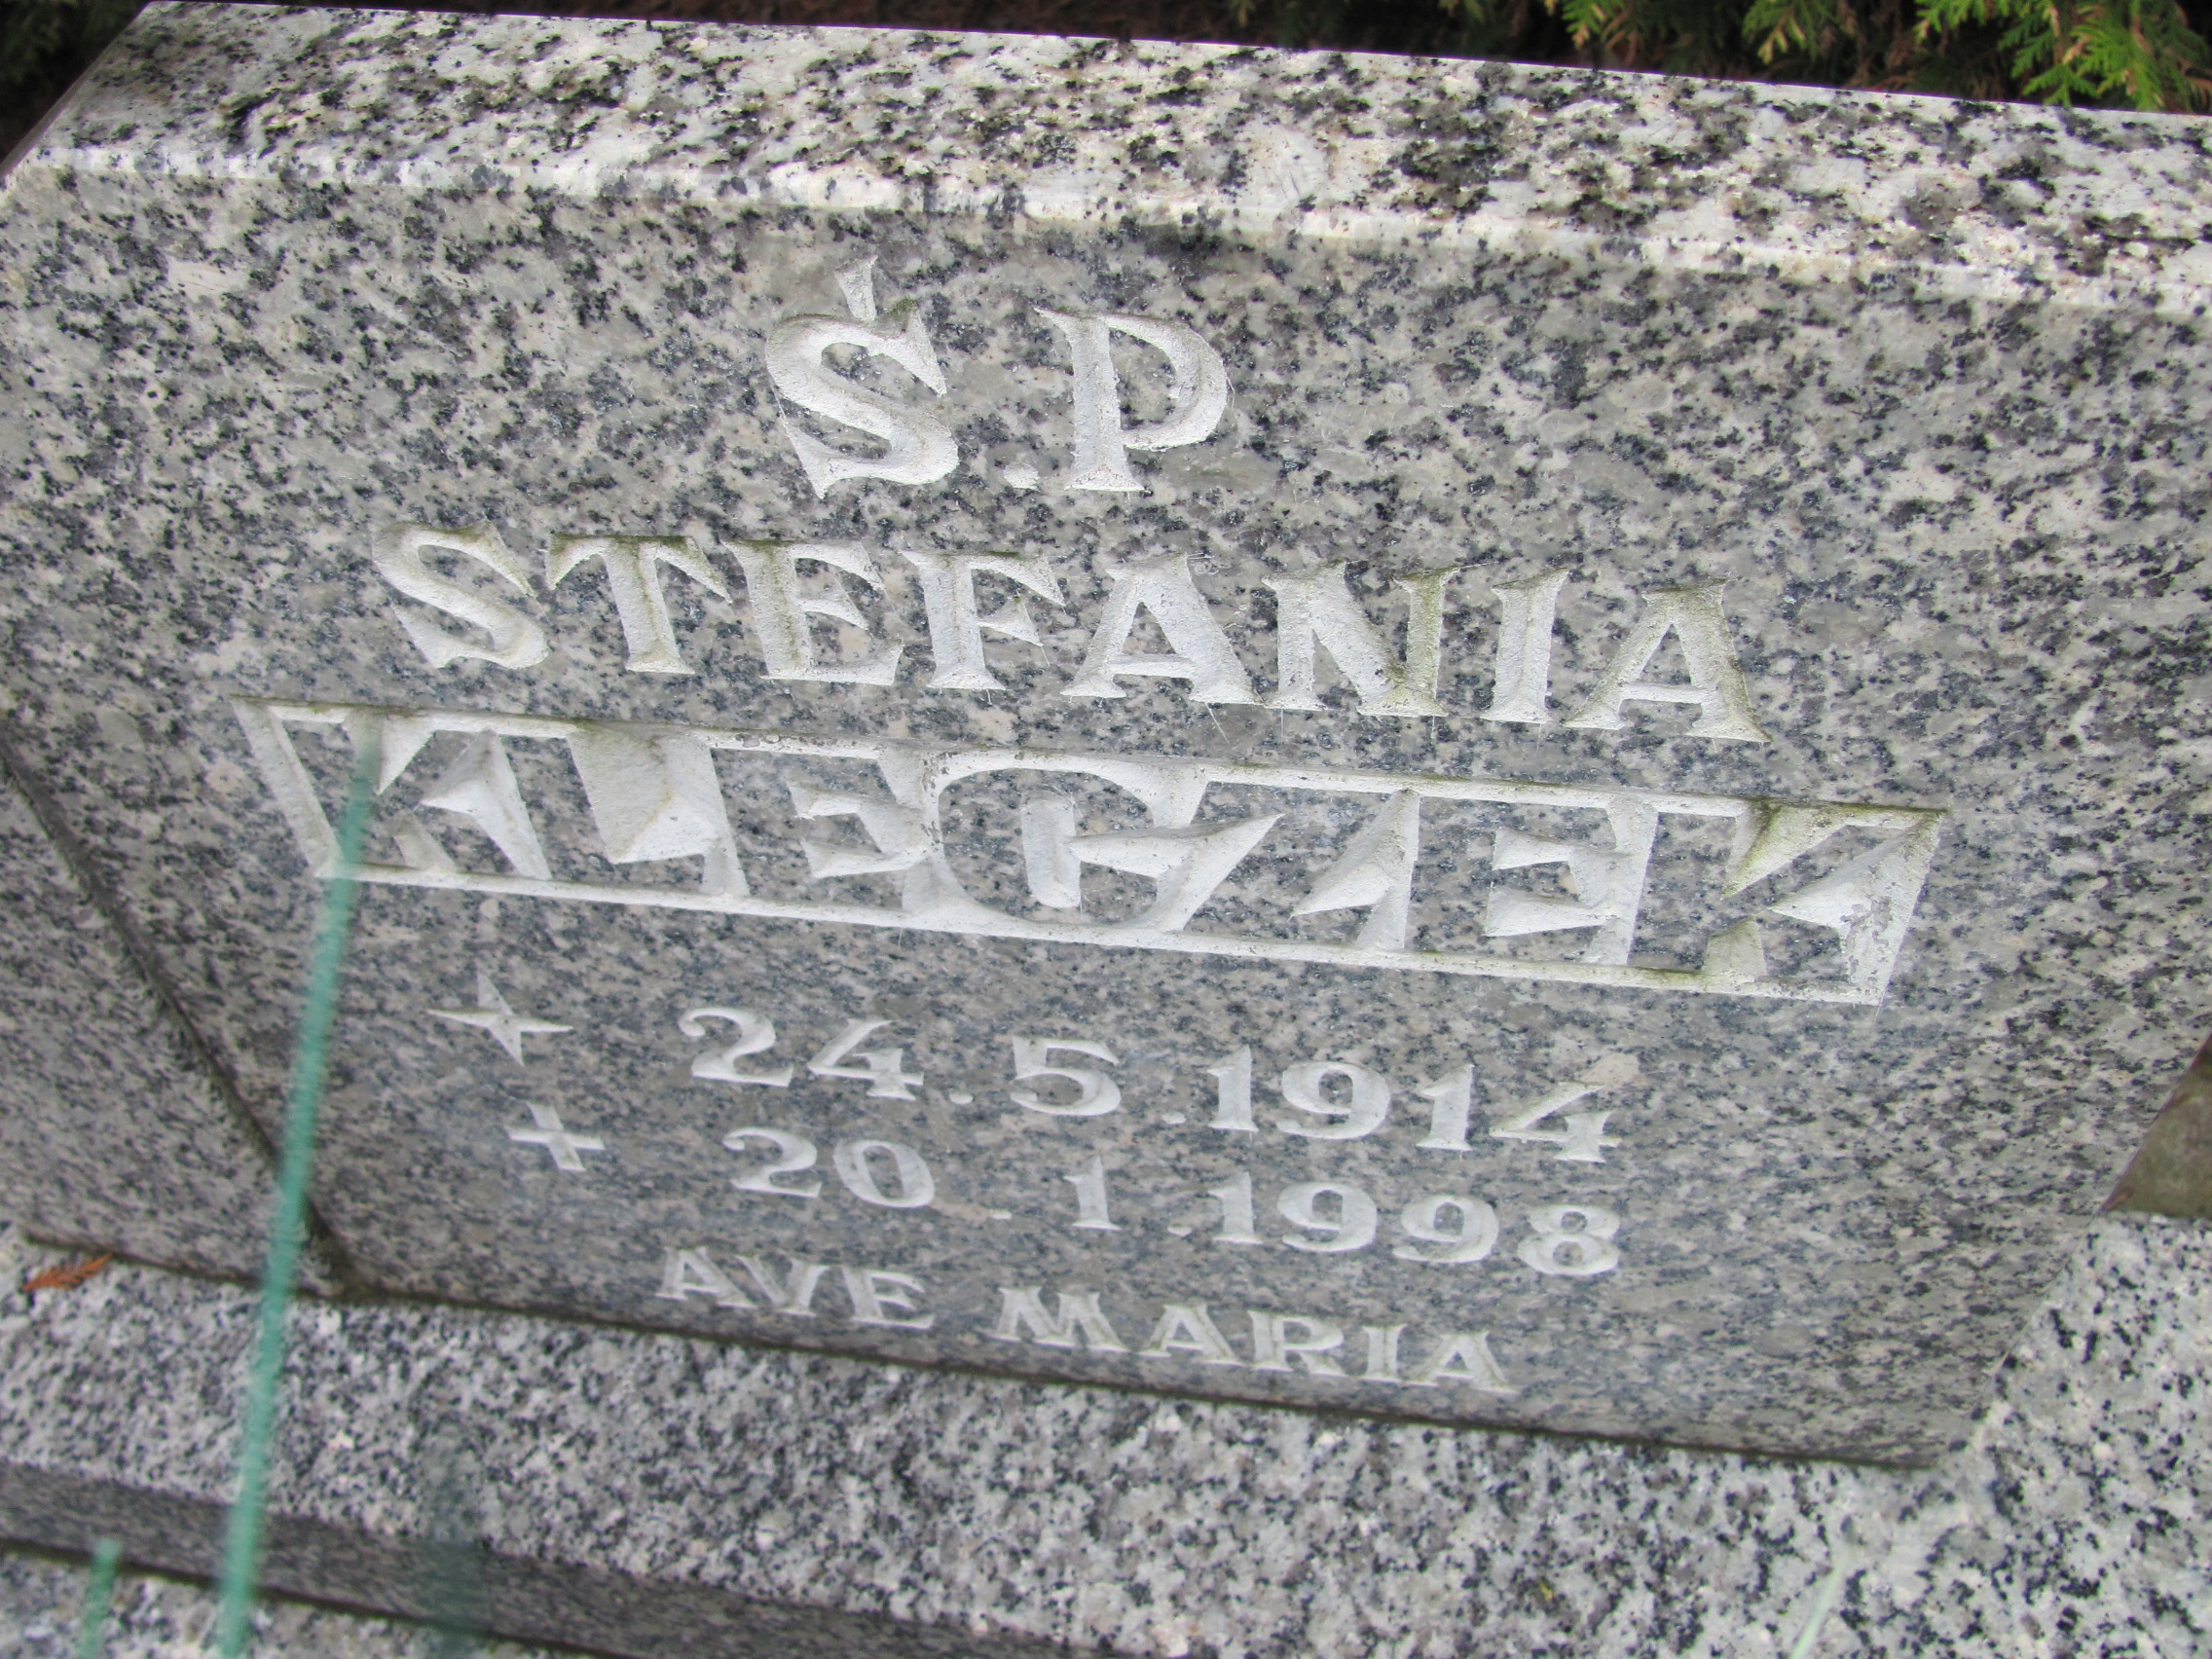 Ś.P
STEFANIA
KLECZEK
✦ 24.5.1914
+ 20.1.1998
AVE MARIA